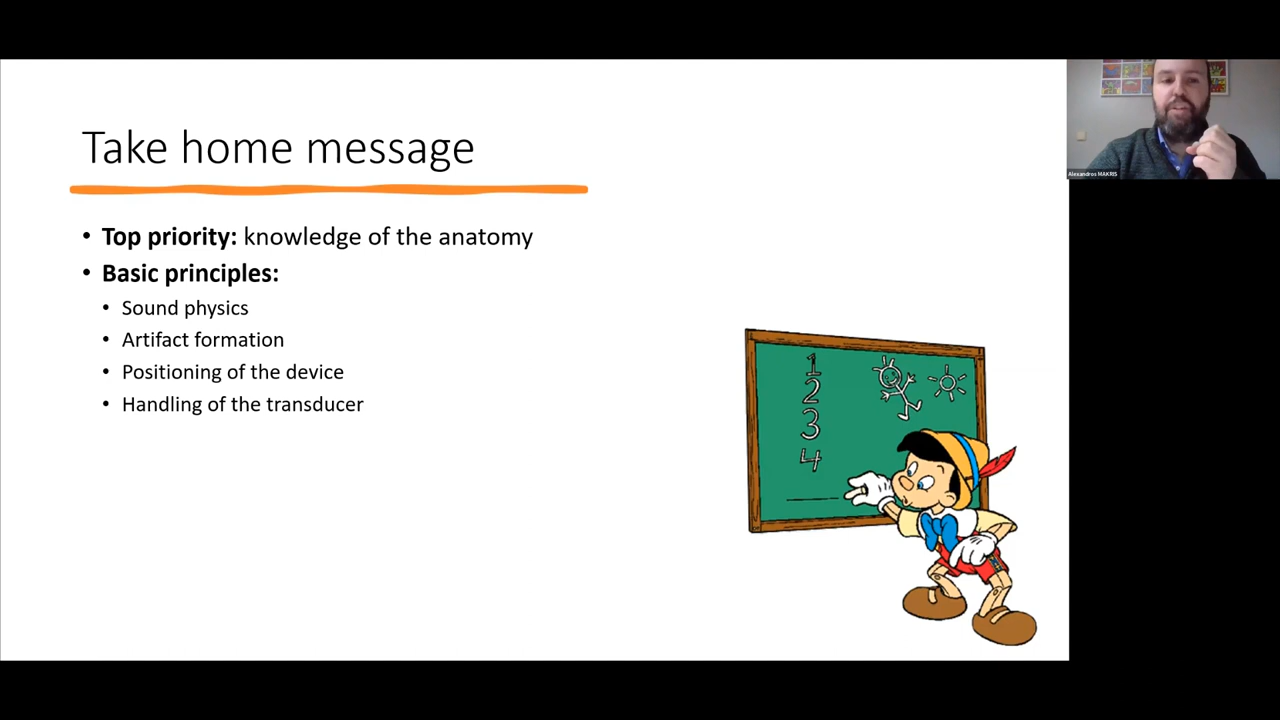 Take home message
• Top priority: knowledge of the anatomy
• Basic principles:
• Sound physics
• Artifact formation
• Positioning of the device
• Handling of the transducer
1
2
3
4
Alexandros MAKRIS